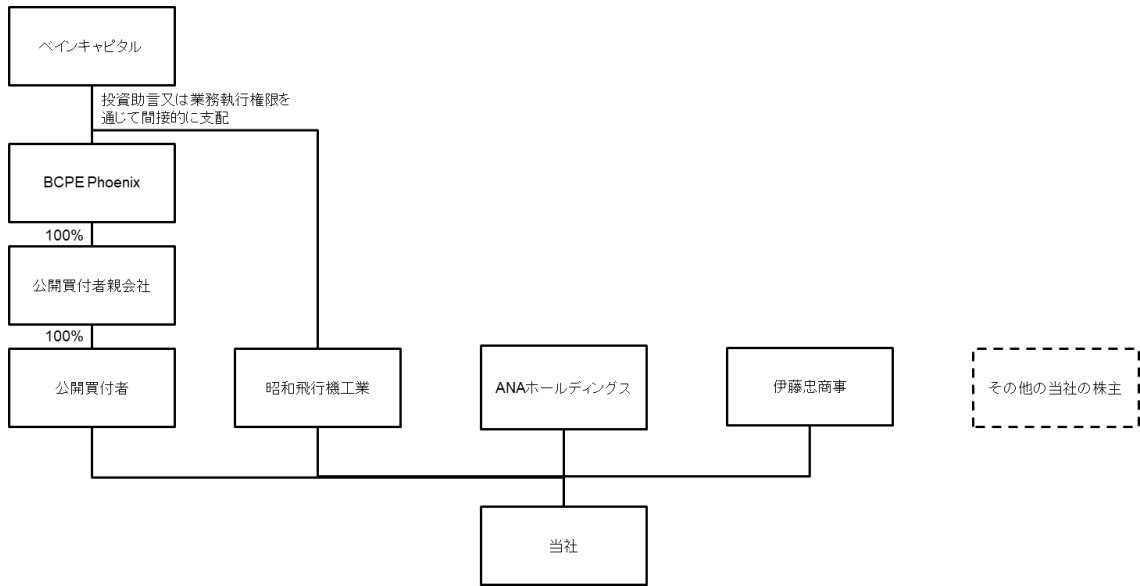 ベインキャピタル
投資助言又は業務執行権限を
通じて間接的に支配
BCPE Phoenix
100%
公開買付者親会社
100%
公開買付者
昭和飛行機工業
ANAホールディングス
伊藤忠商事
その他の当社の株主
当社